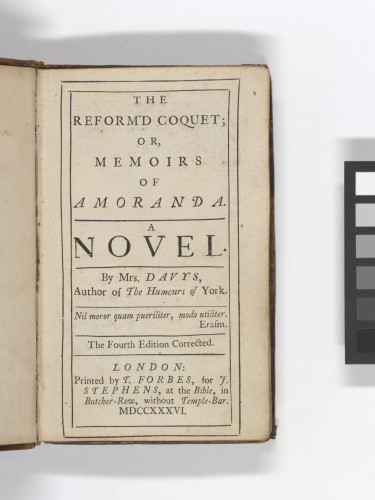 THE
REFORM'D COQUET;
OR,
MEMOIRS
OF
AMORANDA.
A
NOVEL.
By Mrs. DAVYS,
Author of The Humours of York.
Nil moror quam pueriliter, modo utiliter.
Erasm.
The Fourth Edition Corrected.
LONDON:
Printed by T. FORBES, for J.
STEPHENS, at the Bible, in
Butcher-Row, without Temple-Bar.
MDCCXXXVI.